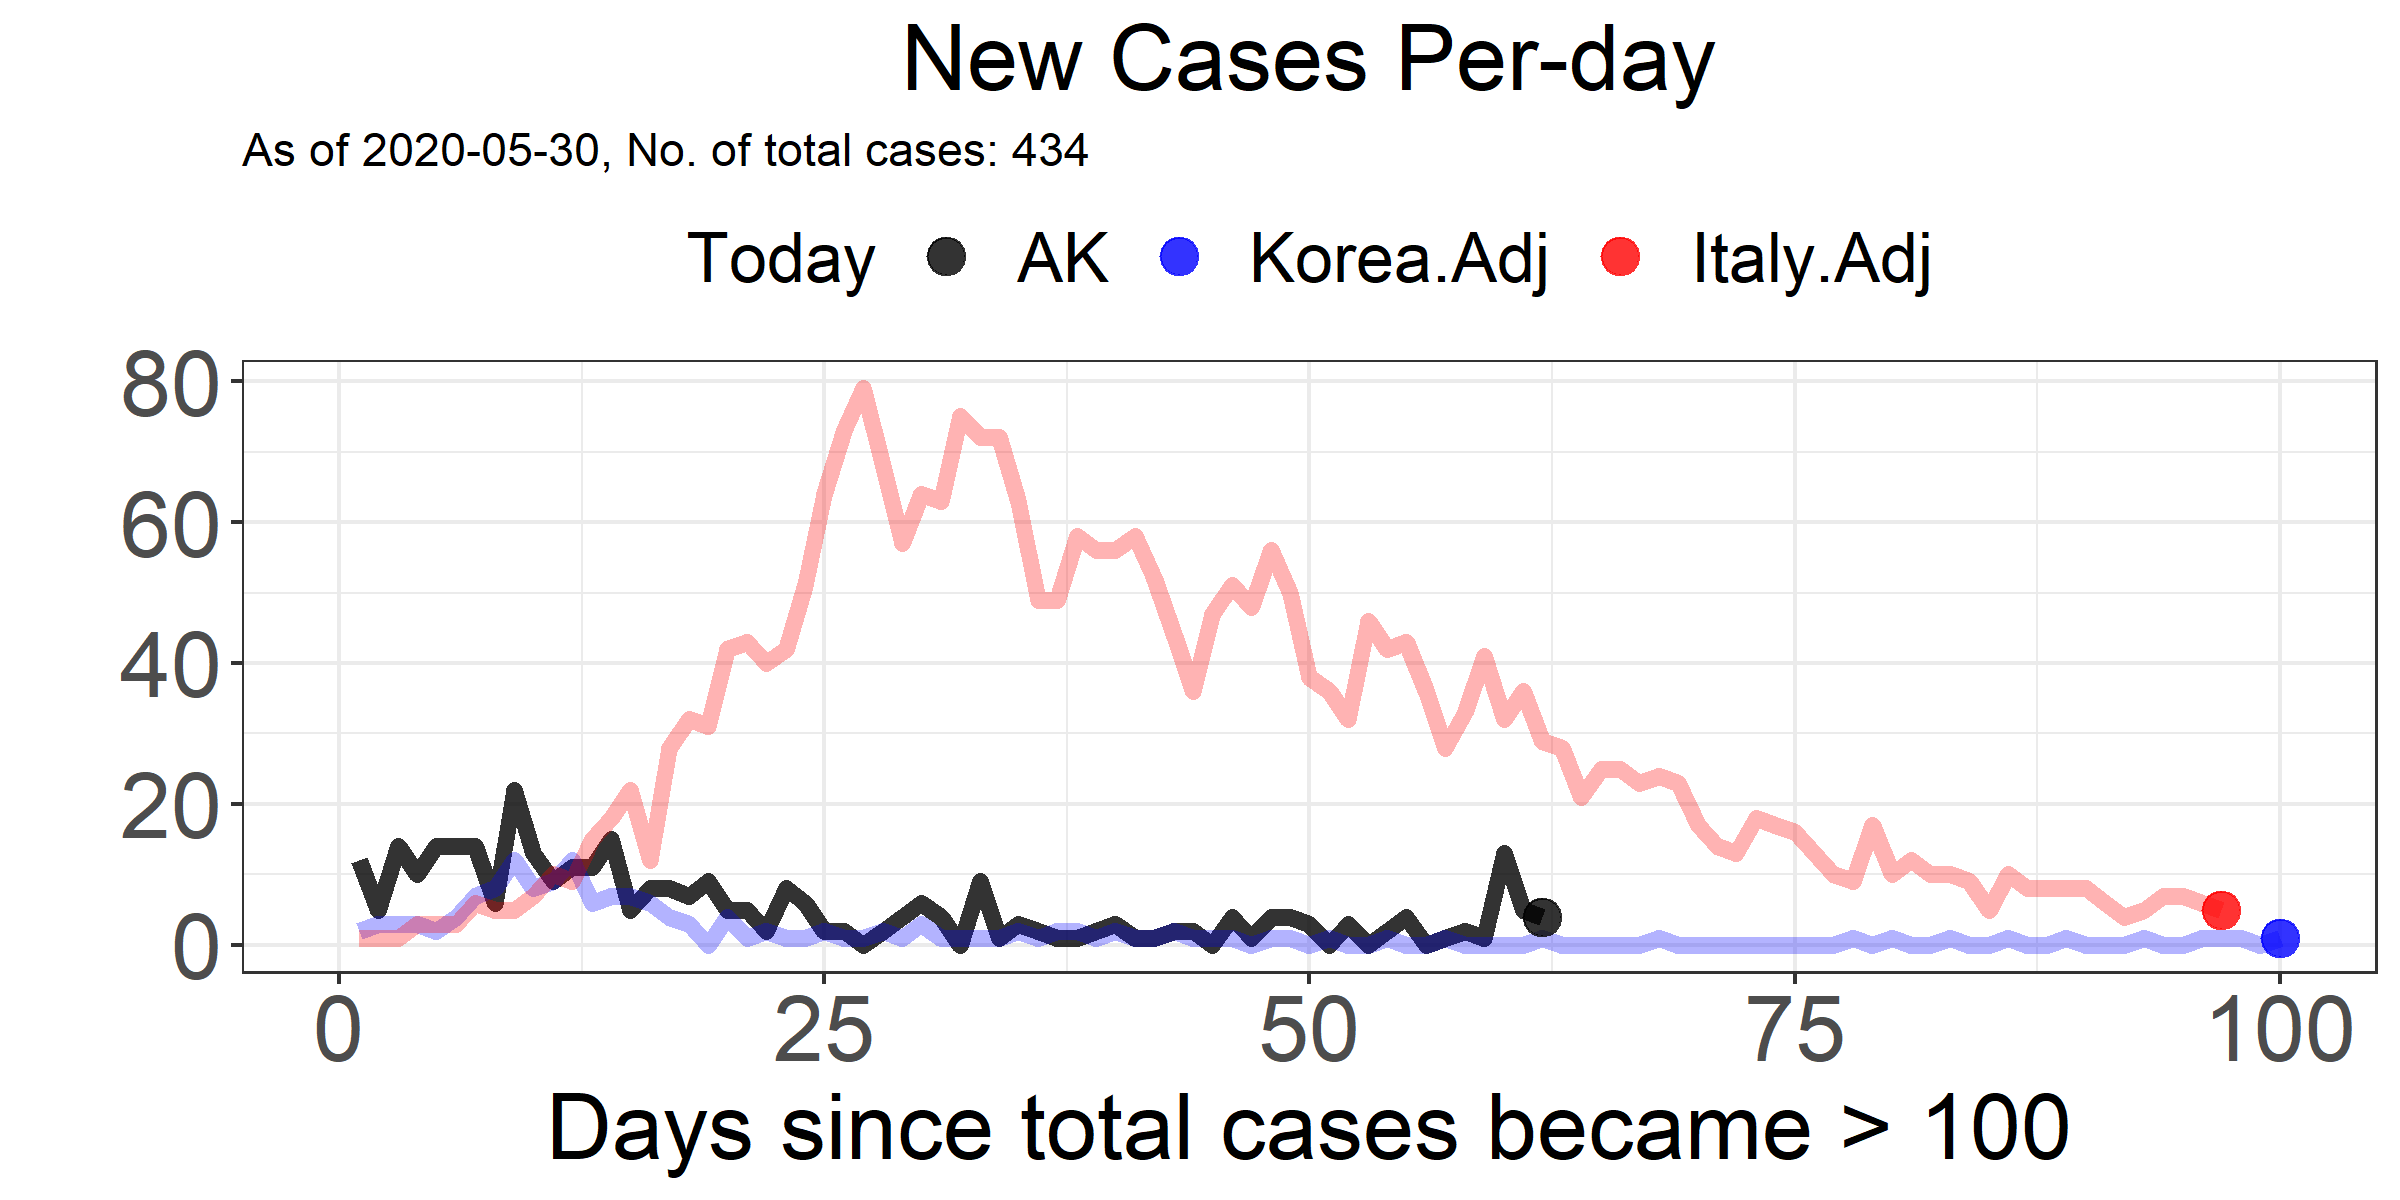 New Cases Per-day
As of 2020-05-30, No. of total cases: 434
Today AK Korea.Adj Italy.Adj
80
60
40
20
0
0 25 50 75 100
Days since total cases became > 100